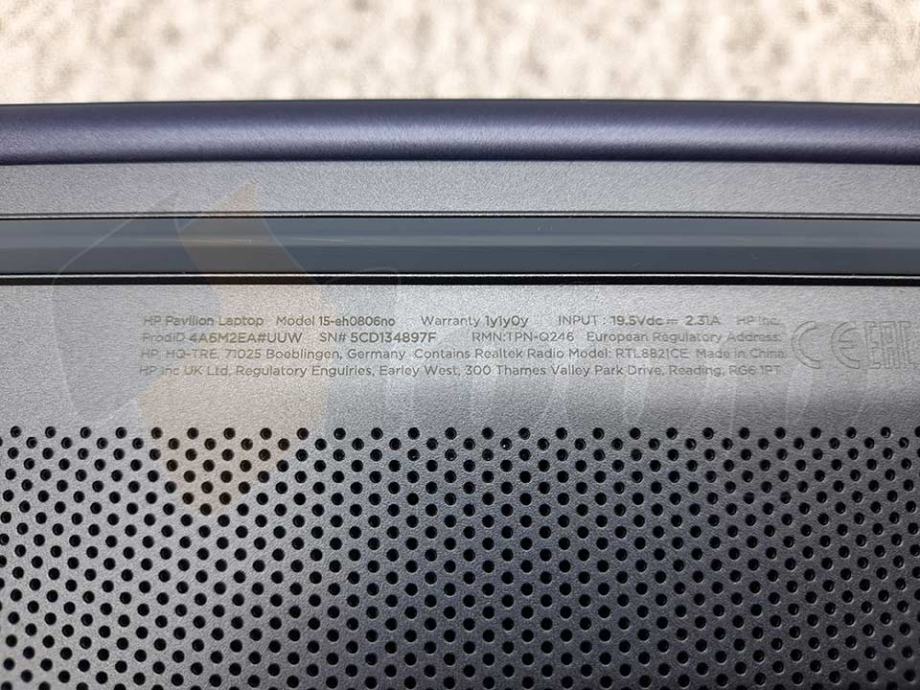 HP Pavilion Laptop Model 15-eh0806no Warranty 1y1y0y INPUT: 19.5Vdc⎓ 2.31A HP Inc.
ProdID 4A6M2EA#UUW SN# 5CD134897F RMN:TPN-Q246 European Regulatory Address:
HP, HQ-TRE, 71025 Boeblingen, Germany Contains Realtek Radio Model: RTL8821CE Made in China
HP Inc UK Ltd, Regulatory Enquiries, Earley West, 300 Thames Valley Park Drive, Reading, RG6 1PT
CE EAC